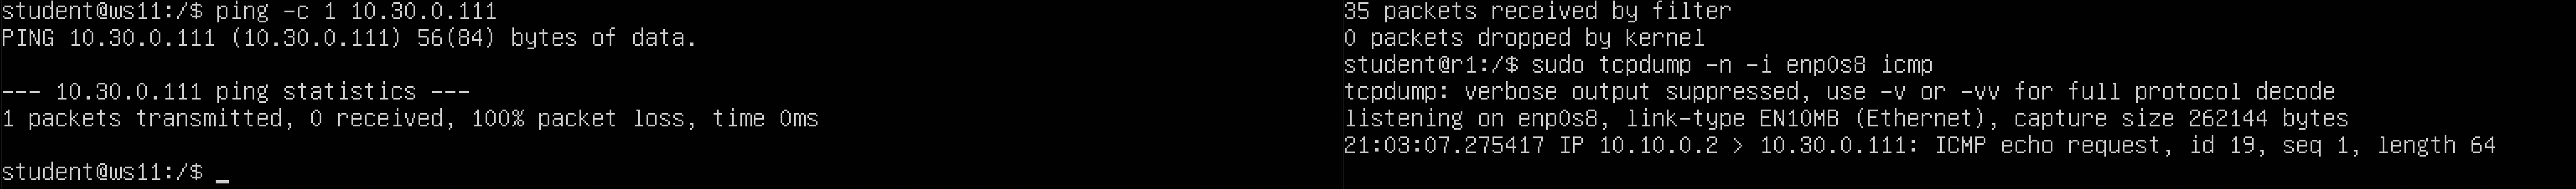 student@ws11:/$ ping -c 1 10.30.0.111
PING 10.30.0.111 (10.30.0.111) 56(84) bytes of data.
--- 10.30.0.111 ping statistics ---
1 packets transmitted, 0 received, 100% packet loss, time 0ms
student@ws11:/$ _
35 packets received by filter
0 packets dropped by kernel
student@r1:/$ sudo tcpdump -n -i enp0s8 icmp
tcpdump: verbose output suppressed, use -v or -vv for full protocol decode
listening on enp0s8, link-type EN10MB (Ethernet), capture size 262144 bytes
21:03:07.275417 IP 10.10.0.2 > 10.30.0.111: ICMP echo request, id 19, seq 1, length 64